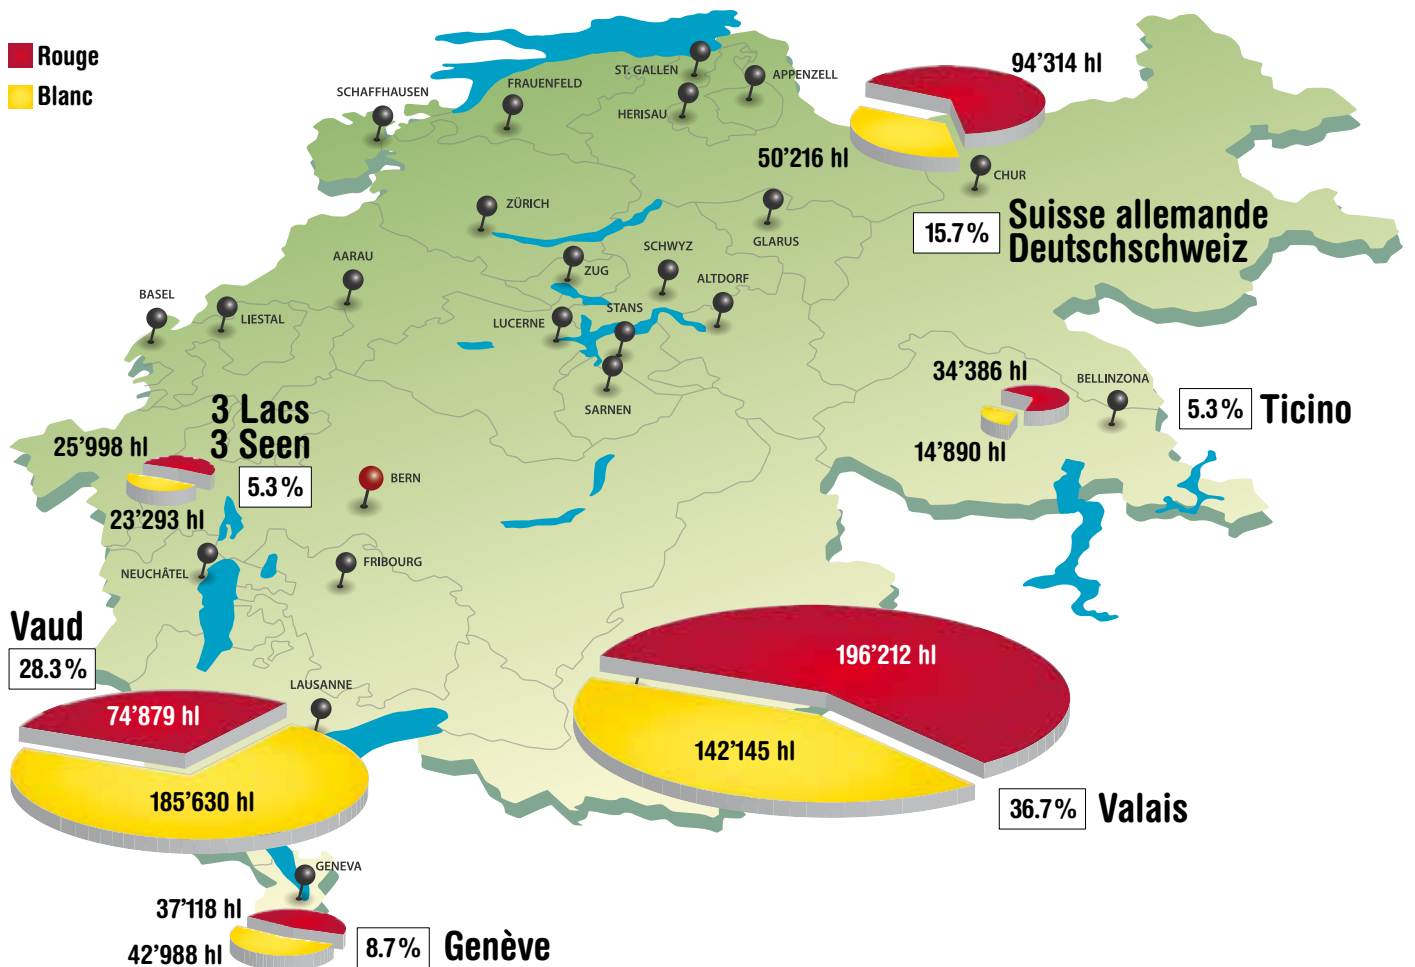 Rouge
Blanc
SCHAFFHAUSEN
FRAUENFELD
ST. GALLEN
APPENZELL
HERISAU
94’314 hl
50’216 hl
CHUR
15.7 %
Suisse allemande
Deutschschweiz
ZÜRICH
GLARUS
SCHWYZ
ZUG
ALTDORF
AARAU
BASEL
LIESTAL
STANS
LUCERNE
SARNEN
34’386 hl
14’890 hl
BELLINZONA
5.3 %
Ticino
3 Lacs
3 Seen
5.3 %
25’998 hl
23’293 hl
BERN
NEUCHÂTEL
FRIBOURG
Vaud
28.3 %
LAUSANNE
74’879 hl
185’630 hl
196’212 hl
142’145 hl
36.7 %
Valais
GENEVA
37’118 hl
42’988 hl
8.7 %
Genève